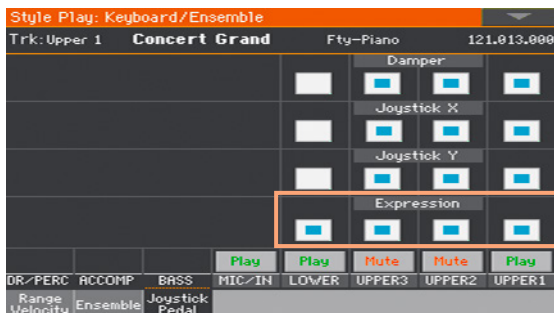 Style Play: Keyboard/Ensemble
Trk:Upper 1 Concert Grand Fty-Piano 121.013.000
Damper
Joystick X
Joystick Y
Expression
Play Play Mute Mute Play
DR/PERC ACCOMP BASS MIC/IN LOWER UPPER3 UPPER2 UPPER1
Range Velocity Ensemble Joystick Pedal